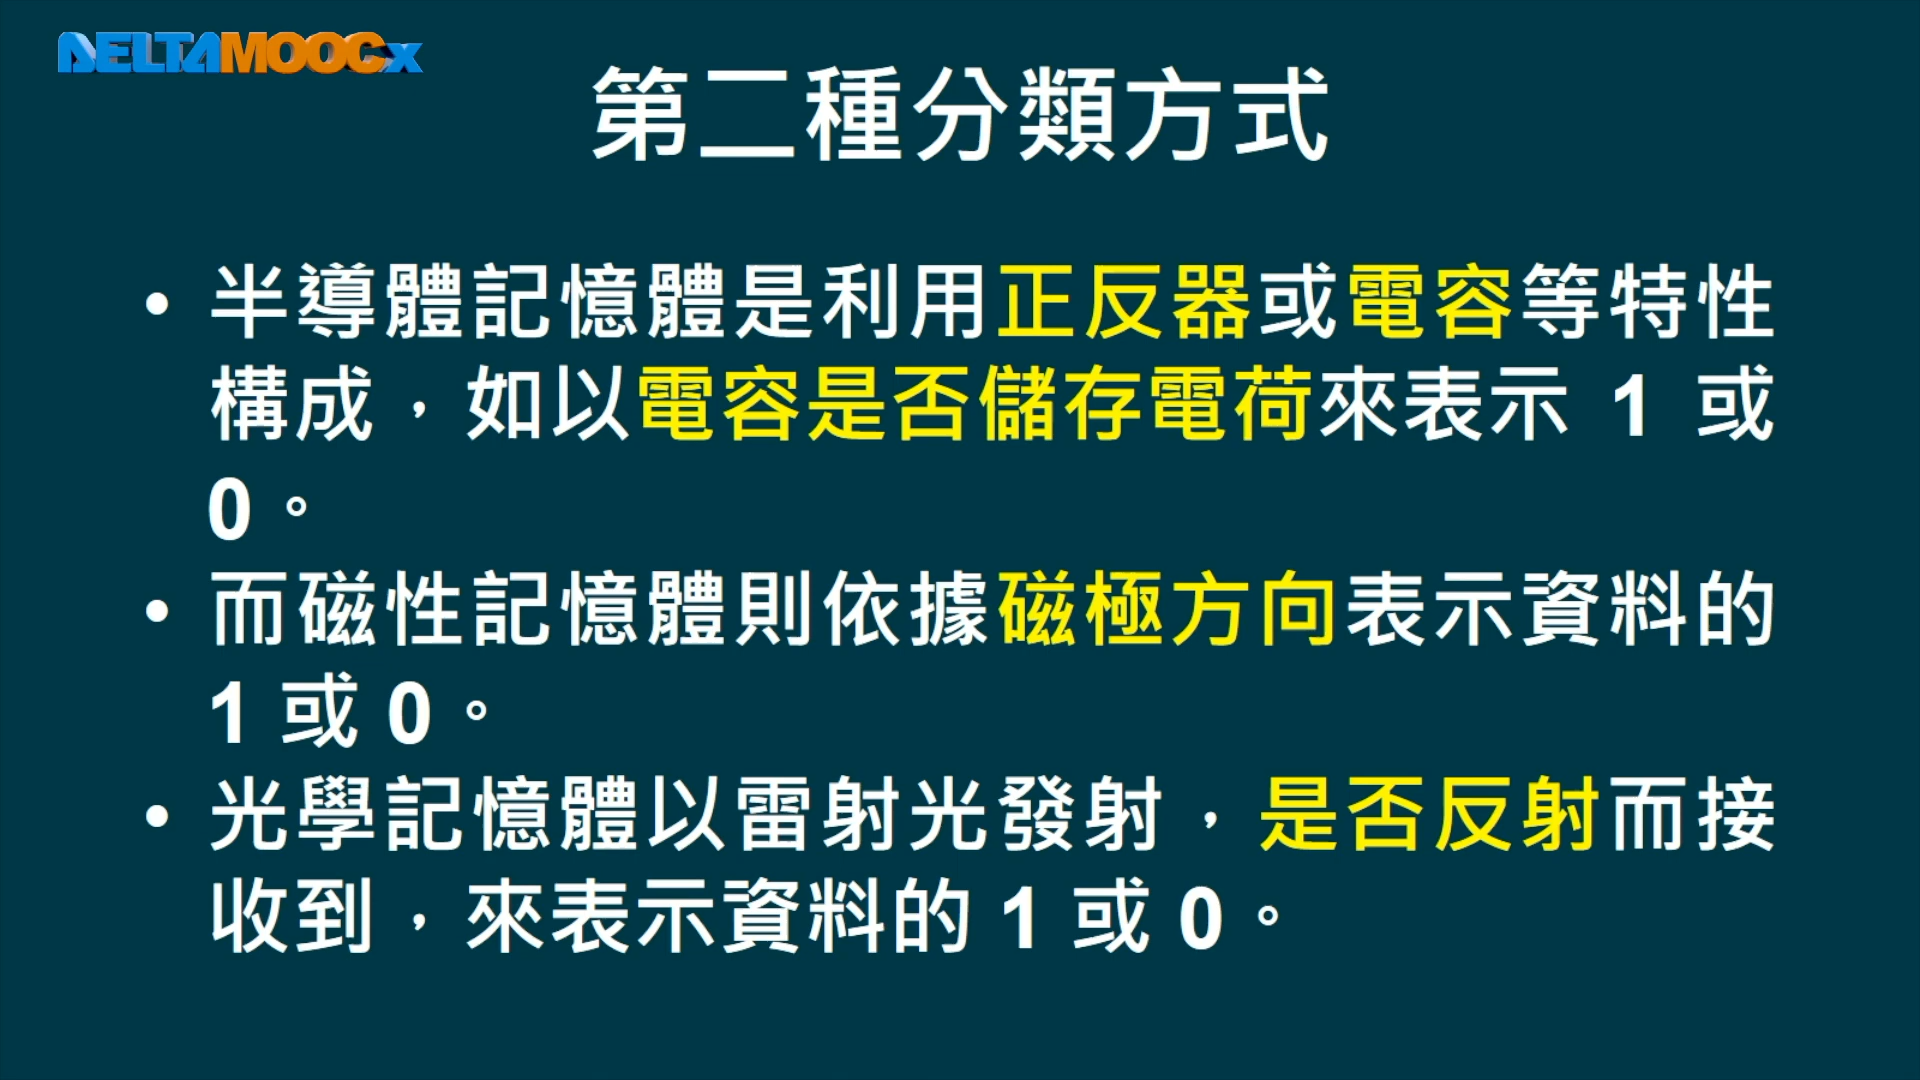 DELTAMOOCx
第二種分類方式
• 半導體記憶體是利用正反器或電容等特性
構成，如以電容是否儲存電荷來表示 1 或
0。
• 而磁性記憶體則依據磁極方向表示資料的
1 或 0。
• 光學記憶體以雷射光發射，是否反射而接
收到，來表示資料的 1 或 0。